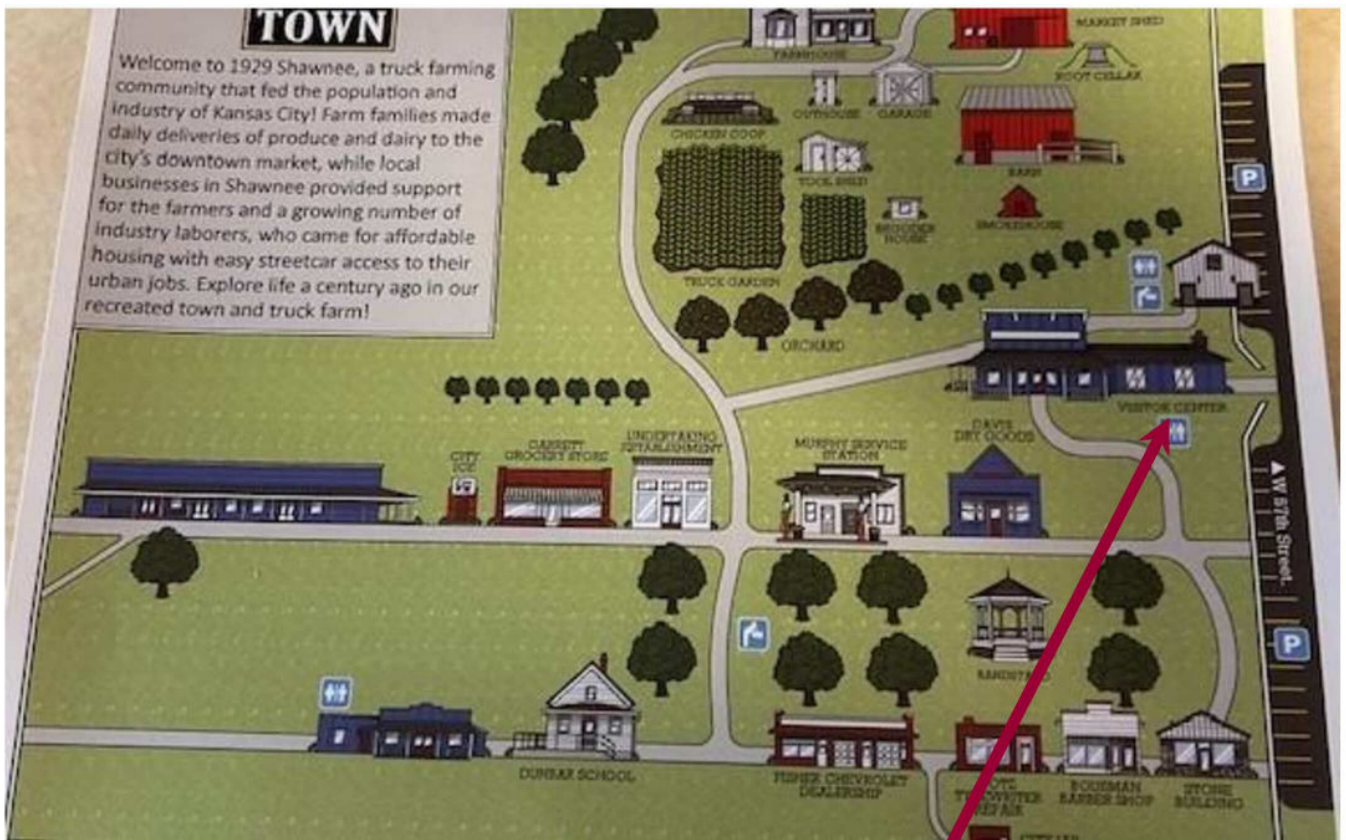 TOWN
Welcome to 1929 Shawnee, a truck farming
community that fed the population and
industry of Kansas City! Farm families made
daily deliveries of produce and dairy to the
city's downtown market, while local
businesses in Shawnee provided support
for the farmers and a growing number of
industry laborers, who came for affordable
housing with easy streetcar access to their
urban jobs. Explore life a century ago in our
recreated town and truck farm!
FARMHOUSE
MARKET SHED
ROOT CELLAR
OUTHOUSE
GARAGE
CHICKEN COOP
TOOL SHED
BARN
P
BROODER
HOUSE
SMOKEHOUSE
TRUCK GARDEN
ORCHARD
VISITOR CENTER
DAVIS
DRY GOODS
CITY
ICE
GARRETT
GROCERY STORE
UNDERTAKING
ESTABLISHMENT
MURPHY SERVICE
STATION
W 57th Street.
P
BANDSTAND
DUNBAR SCHOOL
FISHER CHEVROLET
DEALERSHIP
TYPEWRITER
REPAIR
BARBER SHOP
STONE
BUILDING
CITY JAIL